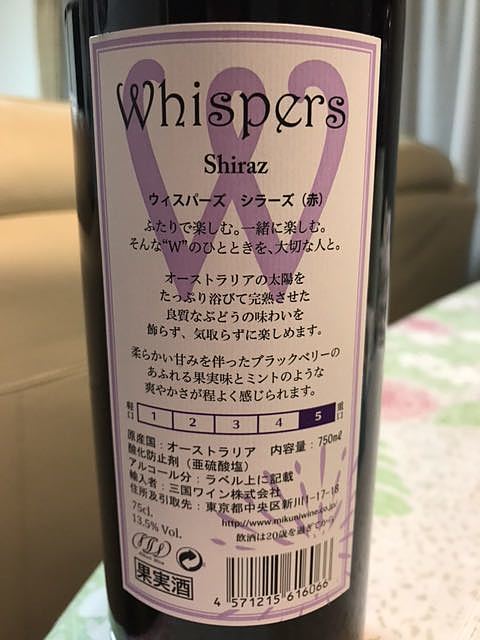 Whispers
Shiraz
ウィスパーズ シラーズ（赤）
ふたりで楽しむ。一緒に楽しむ。
そんな“W”のひとときを、大切な人と。
オーストラリアの太陽を
たっぷり浴びて完熟させた
良質なぶどうの味わいを
飾らず、気取らずに楽しめます。
柔らかい甘みを伴ったブラックベリーの
あふれる果実味とミントのような
爽やかさが程よく感じられます。
軽口 1 2 3 4 5 重口
原産国：オーストラリア 内容量：750mℓ
酸化防止剤（亜硫酸塩）
アルコール分：ラベル上に記載
輸入者：三国ワイン株式会社
住所及引取先：東京都中央区新川1-17-18
http://www.mikuniwine.co.jp
飲酒は20歳を過ぎてから
75cl.
13.5% Vol.
果実酒
4 571215 616066